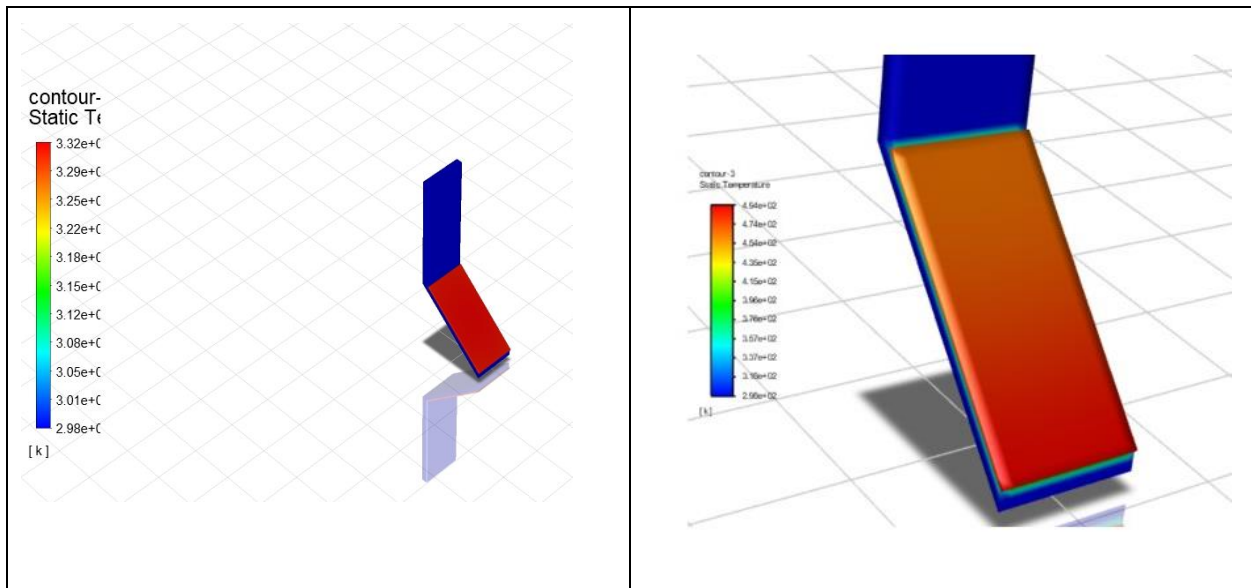 contour-
Static Te
3.32e+0
3.29e+0
3.25e+0
3.22e+0
3.18e+0
3.15e+0
3.12e+0
3.08e+0
3.05e+0
3.01e+0
2.98e+0
[ k ]
contour-3
Static Temperature
4.94e+02
4.74e+02
4.54e+02
4.35e+02
4.15e+02
3.96e+02
3.76e+02
3.57e+02
3.37e+02
2.98e+02
[ k ]